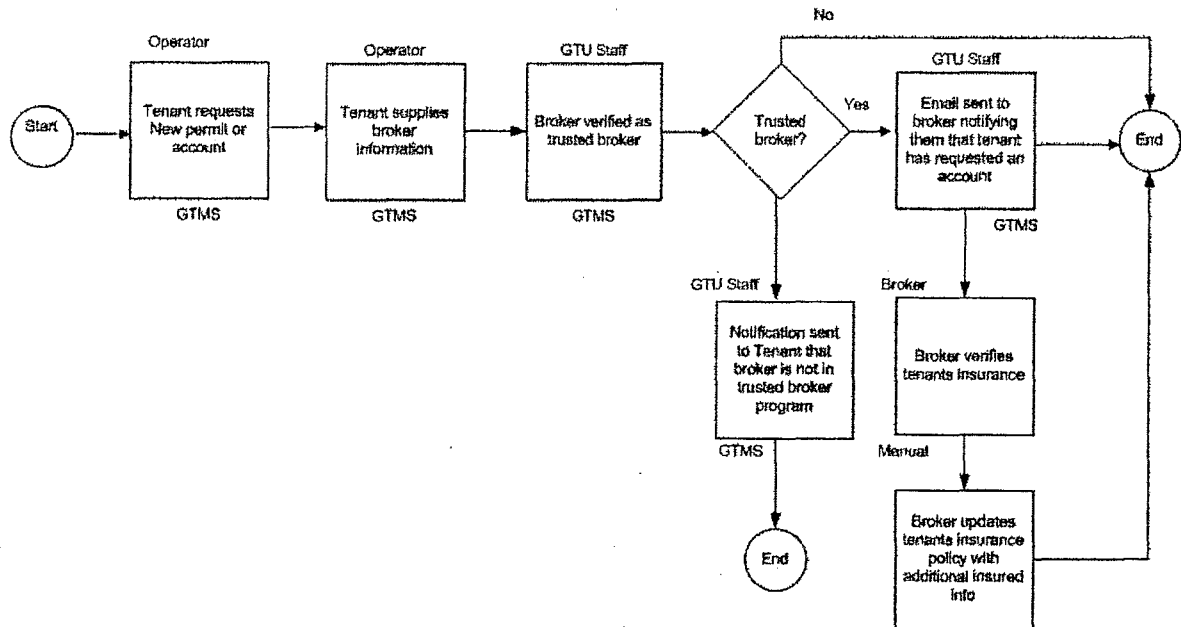 No
Operator
Operator
GTU Staff
GTU Staff
Start
Tenant requests
New permit or
account
Tenant supplies
broker
information
Broker verified as
trusted broker
Trusted
broker?
Yes
Email sent to
broker notifying
them that tenant
has requested an
account
End
GTMS
GTMS
GTMS
GTMS
GTU Staff
Broker
Notification sent
to Tenant that
broker is not in
trusted broker
program
Broker verifies
tenants insurance
GTMS
Manual
End
Broker updates
tenants insurance
policy with
additional insured
info